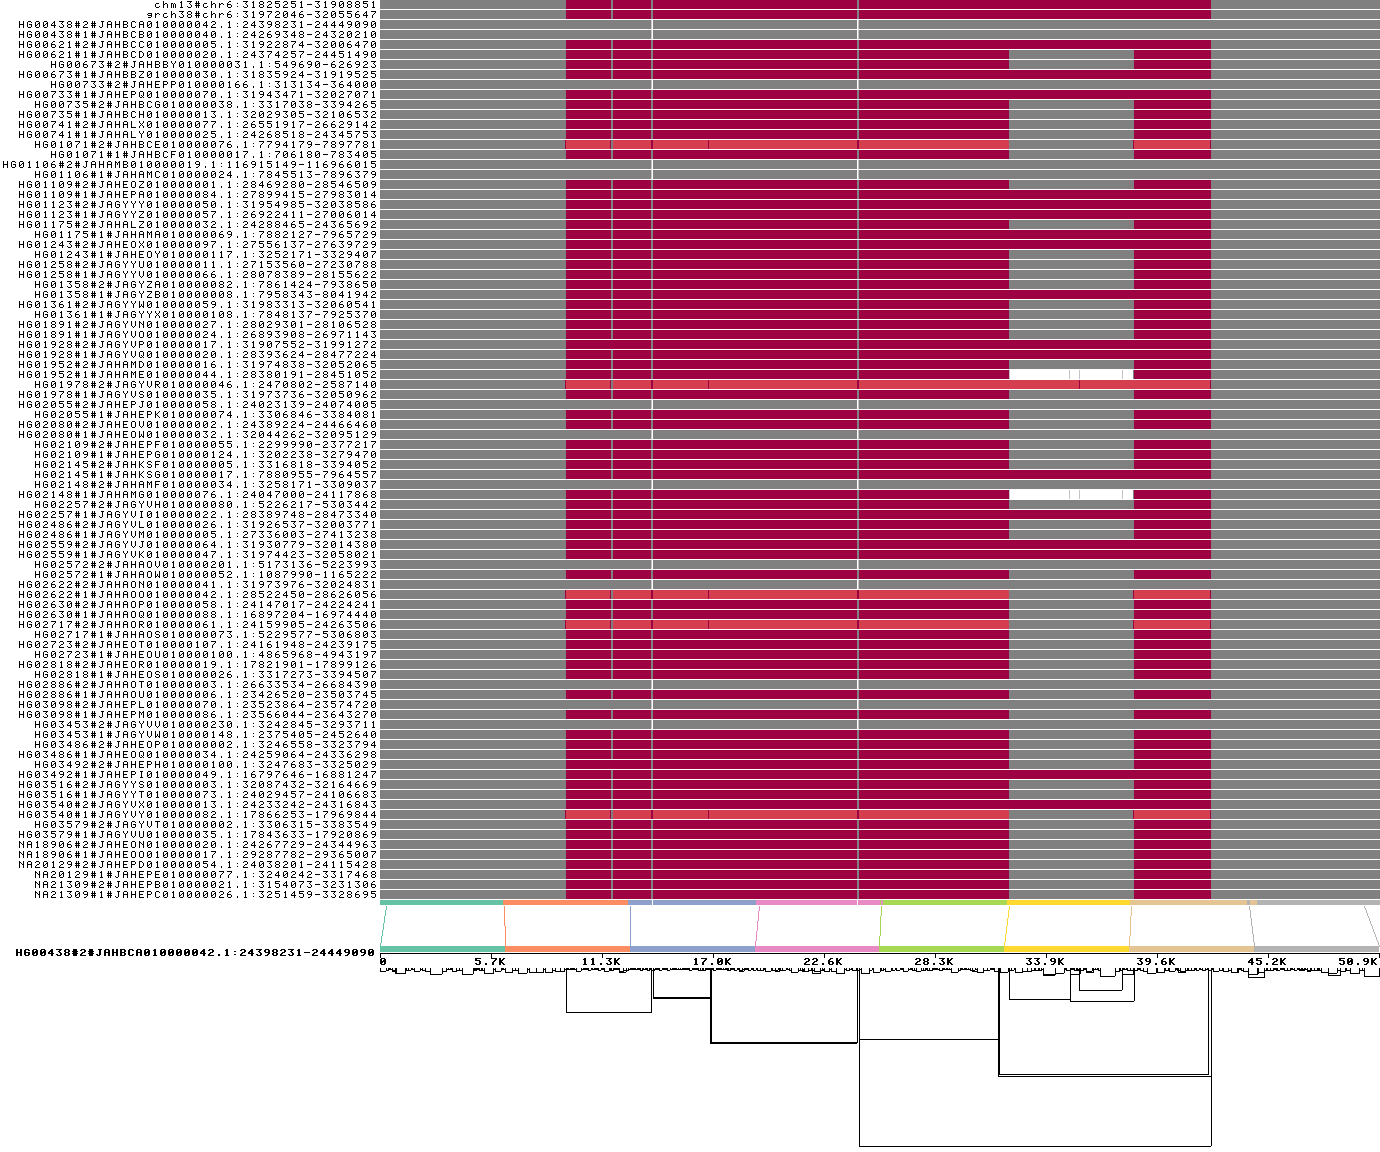 chm13#chr6:31825251-31908851
grch38#chr6:31972046-32055647
HG00438#2#JAHBCA010000042.1:24398231-24449090
HG00438#1#JAHBCB010000040.1:24269348-24320210
HG00621#2#JAHBCC010000005.1:31922874-32006470
HG00621#1#JAHBCD010000020.1:24374257-24451490
HG00673#2#JAHBBY010000031.1:549690-626923
HG00673#1#JAHBBZ010000030.1:31835924-31919525
HG00733#2#JAHEPP010000166.1:313134-364000
HG00733#1#JAHEPQ010000070.1:31943471-32027071
HG00735#2#JAHBCG010000038.1:3317038-3394265
HG00735#1#JAHBCH010000013.1:32029305-32106532
HG00741#2#JAHALX010000077.1:26551917-26629142
HG00741#1#JAHALY010000025.1:24268518-24345753
HG01071#2#JAHBCE010000076.1:7794179-7897781
HG01071#1#JAHBCF010000017.1:706180-783405
HG01106#2#JAHAMB010000019.1:116915149-116966015
HG01106#1#JAHAMC010000024.1:7845513-7896379
HG01109#2#JAHEOZ010000001.1:28469280-28546509
HG01109#1#JAHEPA010000084.1:27899415-27983014
HG01123#2#JAGYYY010000050.1:31954985-32038586
HG01123#1#JAGYYZ010000057.1:26922411-27006014
HG01175#2#JAHALZ010000032.1:24288465-24365692
HG01175#1#JAHAMA010000069.1:7882127-7965729
HG01243#2#JAHEOX010000097.1:27556137-27639729
HG01243#1#JAHEOY010000117.1:3252171-3329407
HG01258#2#JAGYYU010000011.1:27153560-27230788
HG01258#1#JAGYYV010000066.1:28078389-28155622
HG01358#2#JAGYZA010000082.1:7861424-7938650
HG01358#1#JAGYZB010000008.1:7958343-8041942
HG01361#2#JAGYYW010000059.1:31983313-32060541
HG01361#1#JAGYYX010000108.1:7848137-7925370
HG01891#2#JAGYVN010000027.1:28029301-28106528
HG01891#1#JAGYVO010000024.1:26893908-26971143
HG01928#2#JAGYVP010000017.1:31907552-31991272
HG01928#1#JAGYVQ010000020.1:28393624-28477224
HG01952#2#JAHAMD010000016.1:31974838-32052065
HG01952#1#JAHAME010000044.1:28380191-28451052
HG01978#2#JAGYVR010000046.1:2470802-2587140
HG01978#1#JAGYVS010000035.1:31973736-32050962
HG02055#2#JAHEPJ010000058.1:24023139-24074005
HG02055#1#JAHEPK010000074.1:3306846-3384081
HG02080#2#JAHEOV010000002.1:24389224-24466460
HG02080#1#JAHEOW010000032.1:32044262-32095129
HG02109#2#JAHEPF010000055.1:2299990-2377217
HG02109#1#JAHEPG010000124.1:3202238-3279470
HG02145#2#JAHKSF010000005.1:3316818-3394052
HG02145#1#JAHKSG010000017.1:7880955-7964557
HG02148#2#JAHAMF010000034.1:3258171-3309037
HG02148#1#JAHAMG010000076.1:24047000-24117868
HG02257#2#JAGYVH010000080.1:5226217-5303442
HG02257#1#JAGYVI010000022.1:28389748-28473340
HG02486#2#JAGYVL010000026.1:31926537-32003771
HG02486#1#JAGYVM010000005.1:27336003-27413238
HG02559#2#JAGYVJ010000064.1:31930779-32014380
HG02559#1#JAGYVK010000047.1:31974423-32058021
HG02572#2#JAHAOV010000201.1:5173136-5223993
HG02572#1#JAHAOW010000052.1:1087990-1165222
HG02622#2#JAHAON010000041.1:31973976-32024831
HG02622#1#JAHAOO010000042.1:28522450-28626056
HG02630#2#JAHAOP010000058.1:24147017-24224241
HG02630#1#JAHAOQ010000088.1:16897204-16974440
HG02717#2#JAHAOR010000061.1:24159905-24263506
HG02717#1#JAHAOS010000073.1:5229577-5306803
HG02723#2#JAHEOT010000107.1:24161948-24239175
HG02723#1#JAHEOU010000100.1:4865968-4943197
HG02818#2#JAHEOR010000019.1:17821901-17899126
HG02818#1#JAHEOS010000026.1:3317273-3394507
HG02886#2#JAHAOT010000003.1:26633534-26684390
HG02886#1#JAHAOU010000006.1:23426520-23503745
HG03098#2#JAHEPL010000070.1:23523864-23574720
HG03098#1#JAHEPM010000086.1:23566044-23643270
HG03453#2#JAGYVV010000230.1:3242845-3293711
HG03453#1#JAGYVW010000148.1:2375405-2452640
HG03486#2#JAHEOP010000002.1:3246558-3323794
HG03486#1#JAHEOQ010000034.1:24259064-24336298
HG03492#2#JAHEPH010000100.1:3247683-3325029
HG03492#1#JAHEPI010000049.1:16797646-16881247
HG03516#2#JAGYYS010000003.1:32087432-32164669
HG03516#1#JAGYYT010000073.1:24029457-24106683
HG03540#2#JAGYVX010000013.1:24233242-24316843
HG03540#1#JAGYVY010000082.1:17866253-17969844
HG03579#2#JAGYVT010000002.1:3306315-3383549
HG03579#1#JAGYVU010000035.1:17843633-17920869
NA18906#2#JAHEON010000020.1:24267729-24344963
NA18906#1#JAHEOO010000017.1:29287782-29365007
NA20129#2#JAHEPD010000054.1:24038201-24115428
NA20129#1#JAHEPE010000077.1:3240242-3317468
NA21309#2#JAHEPB010000021.1:3154073-3231306
NA21309#1#JAHEPC010000026.1:3251459-3328695
HG00438#2#JAHBCA010000042.1:24398231-24449090
0 5.7K 11.3K 17.0K 22.6K 28.3K 33.9K 39.6K 45.2K 50.9K